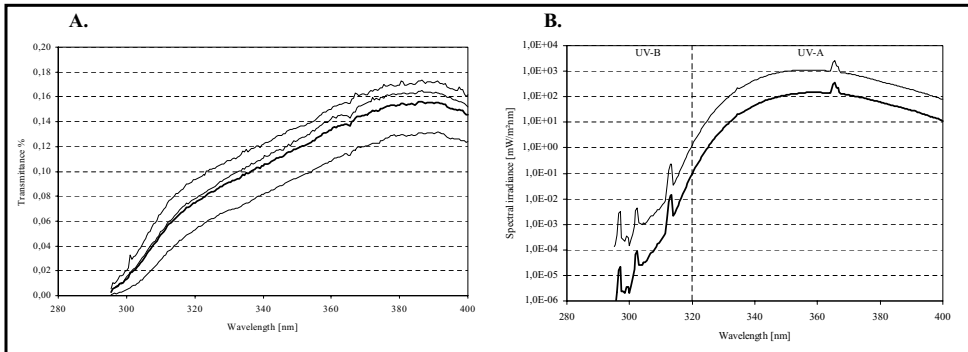 A.
0,20
0,18
0,16
0,14
0,12
0,10
0,08
0,06
0,04
0,02
0,00
Transmittance %
280 300 320 340 360 380 400
Wavelength [nm]
B.
UV-B UV-A
1,0E+04
1,0E+03
1,0E+02
1,0E+01
1,0E+00
1,0E-01
1,0E-02
1,0E-03
1,0E-04
1,0E-05
1,0E-06
Spectral irradiance [mW/m²nm]
280 300 320 340 360 380 400
Wavelength [nm]